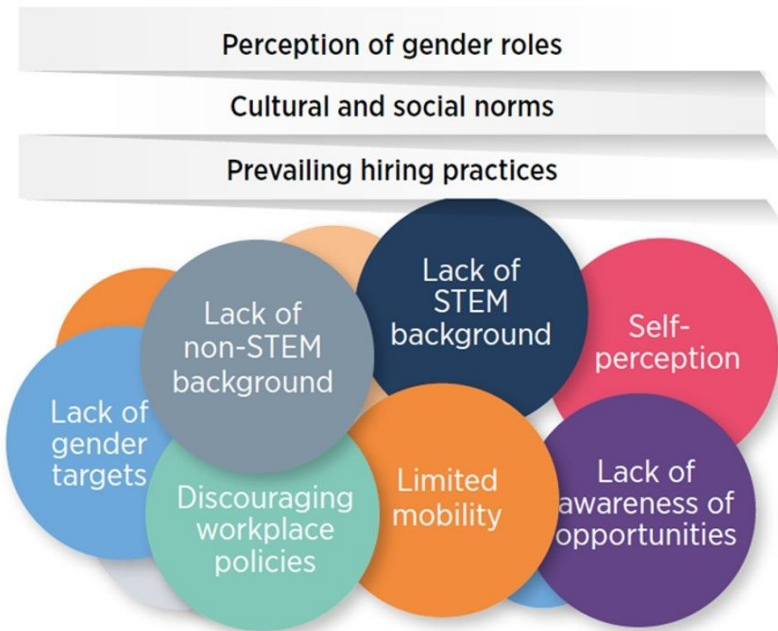 Perception of gender roles
Cultural and social norms
Prevailing hiring practices
Lack of
non-STEM
background
Lack of
STEM
background
Self-
perception
Lack of
gender
targets
Discouraging
workplace
policies
Limited
mobility
Lack of
awareness of
opportunities